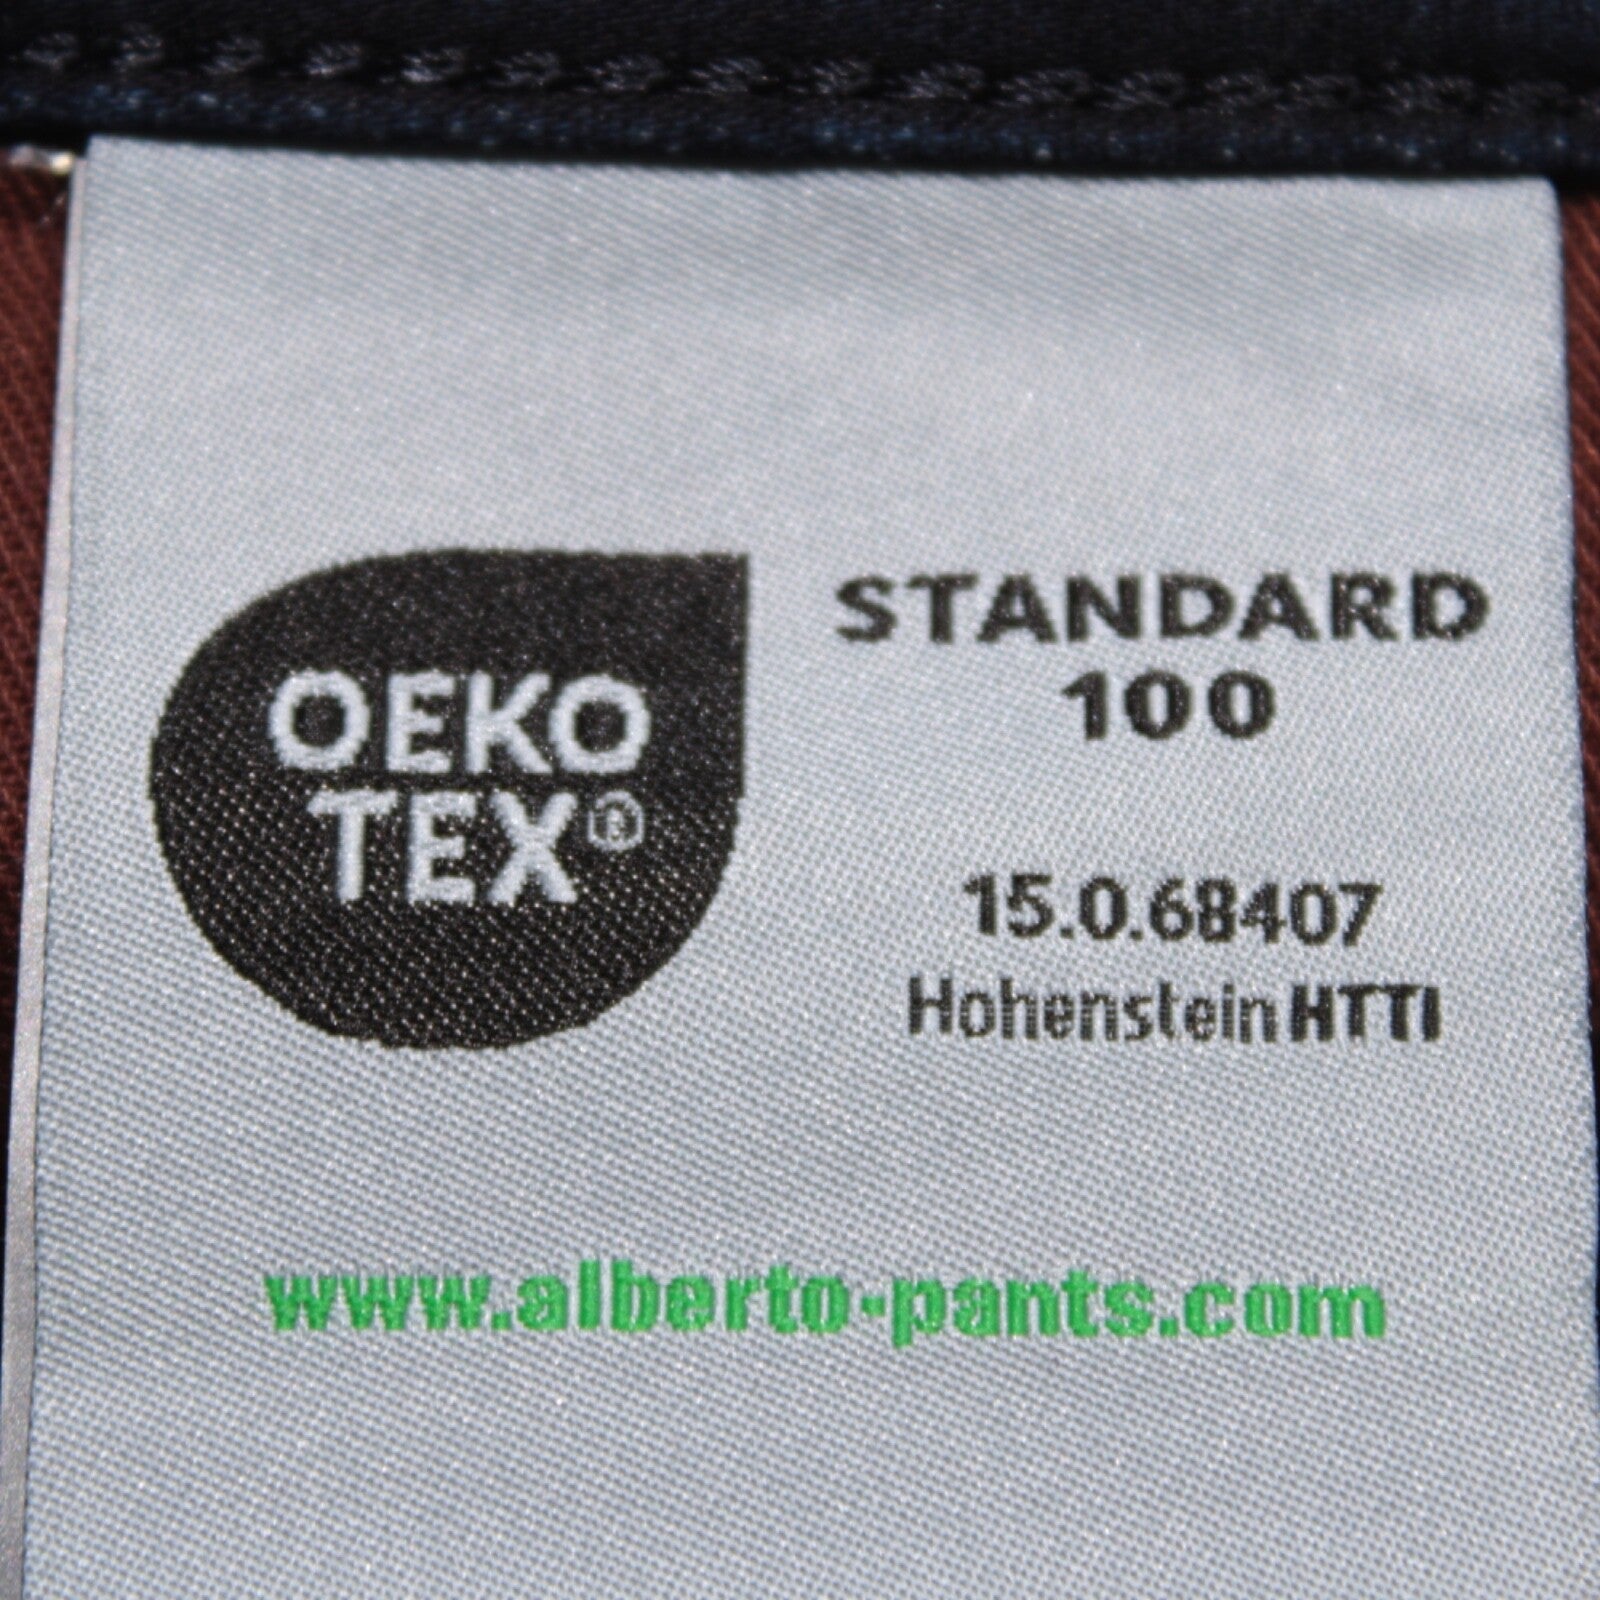 OEKO
TEX®
STANDARD
100
15.0.68407
Hohenstein HTTI
www.alberto-pants.com